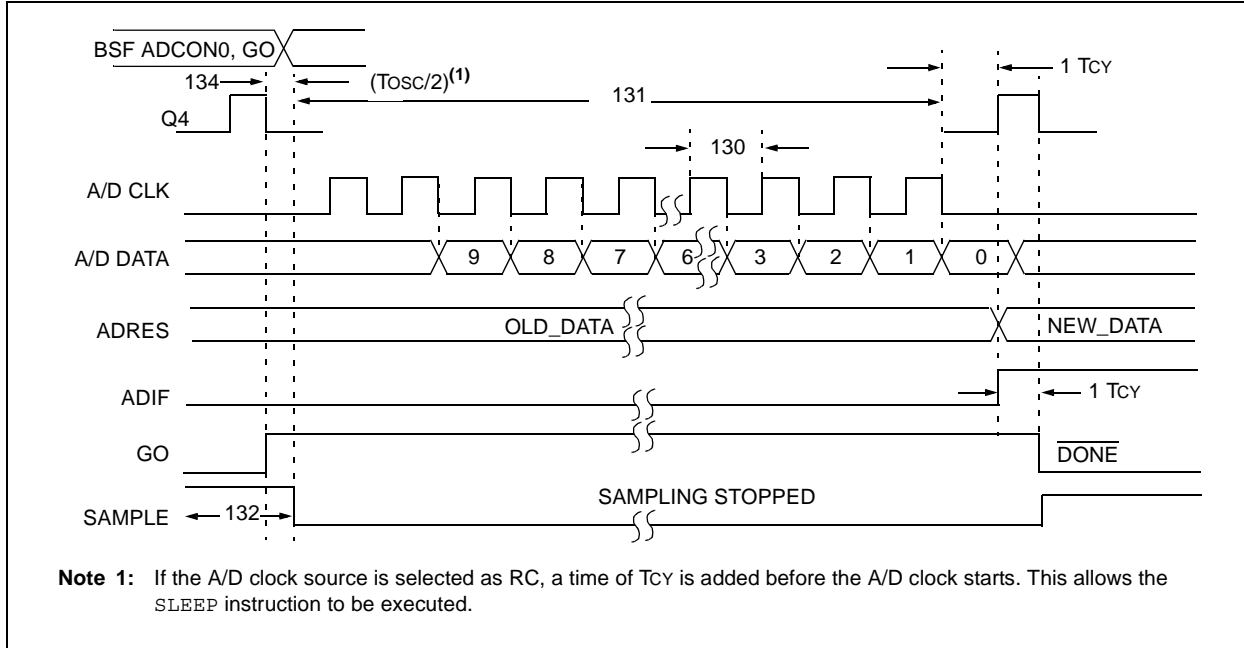 BSF ADCON0, GO
134 (TOSC/2)(1) 131 1 TCY
Q4
130
A/D CLK
A/D DATA 9 8 7 6 3 2 1 0
ADRES OLD_DATA NEW_DATA
ADIF 1 TCY
GO DONE
SAMPLING STOPPED
SAMPLE 132
Note 1: If the A/D clock source is selected as RC, a time of TCY is added before the A/D clock starts. This allows the
SLEEP instruction to be executed.